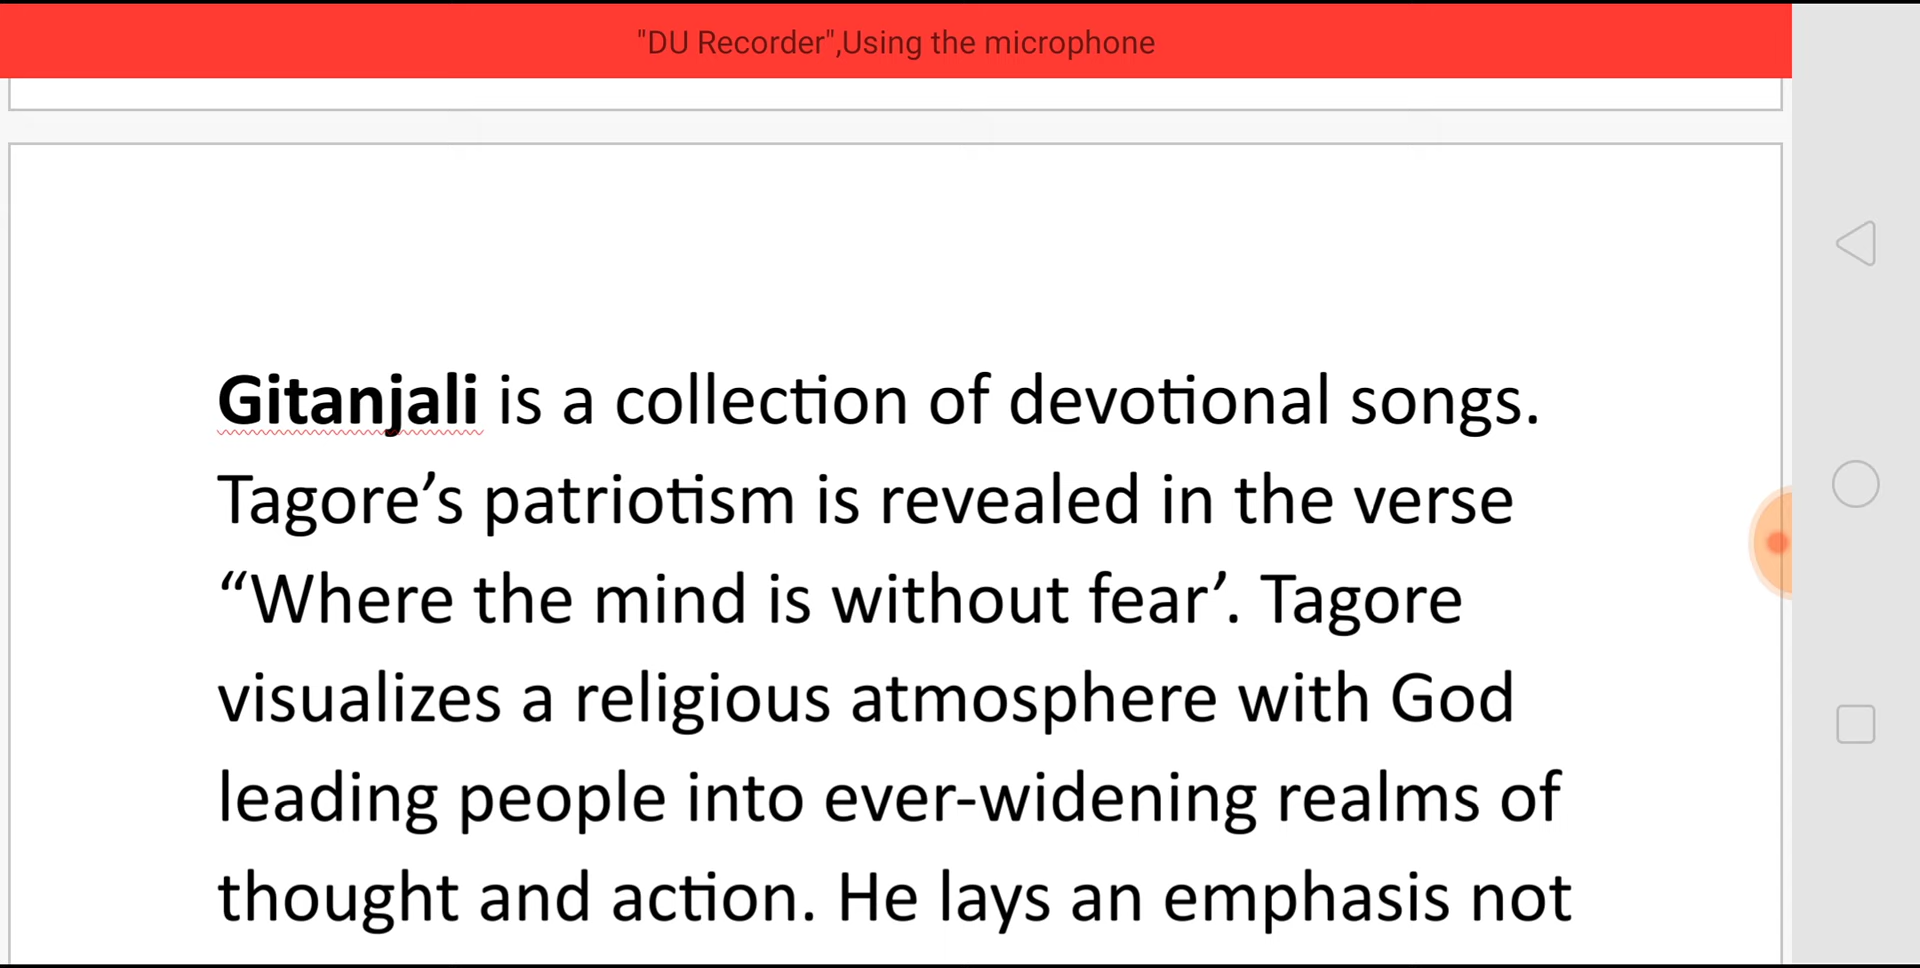 "DU Recorder",Using the microphone
Gitanjali is a collection of devotional songs.
Tagore’s patriotism is revealed in the verse
“Where the mind is without fear’. Tagore
visualizes a religious atmosphere with God
leading people into ever-widening realms of
thought and action. He lays an emphasis not